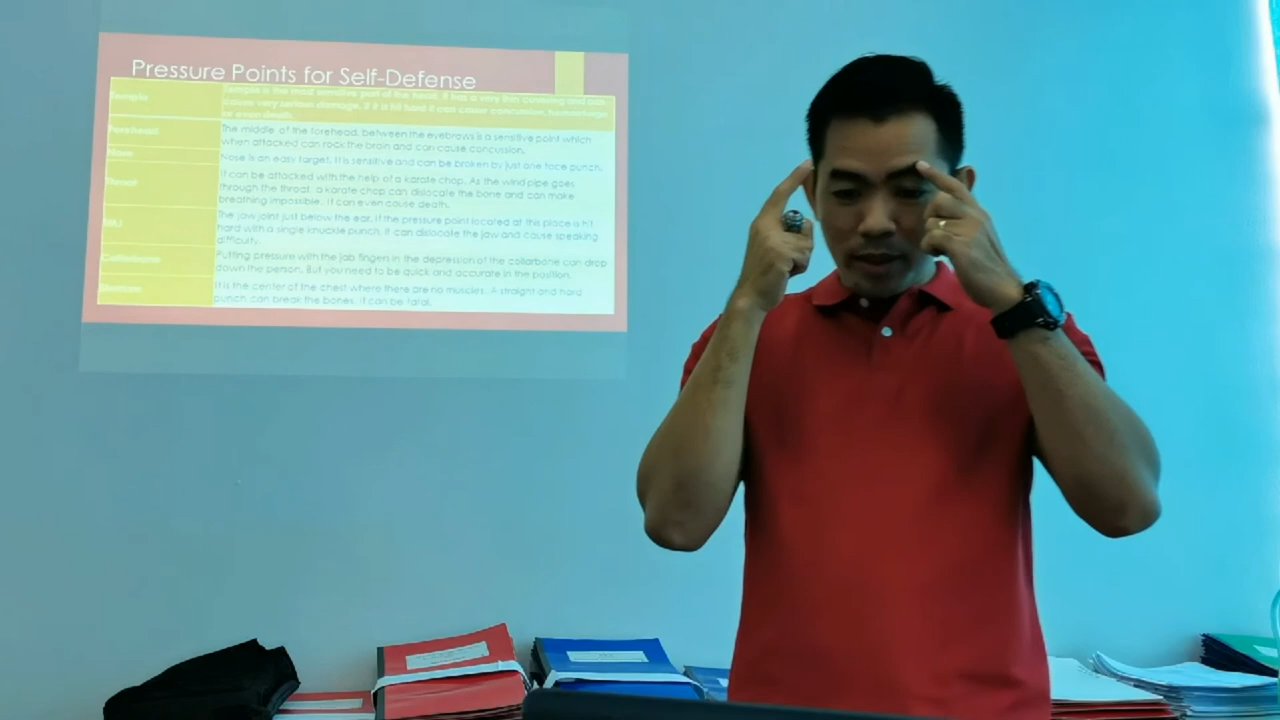 Pressure Points for Self-Defense
Temple
Temple is the most sensitive part of the head. It has a very thin covering and can
cause very serious damage. If it is hit hard it can cause concussion, hemorrhage
or even death.
Forehead
The middle of the forehead, between the eyebrows is a sensitive point which
when attacked can rock the brain and can cause concussion.
Nose
Nose is an easy target. It is sensitive and can be broken by just one face punch.
Throat
It can be attacked with the help of a karate chop. As the wind pipe goes
through the throat, a karate chop can dislocate the bone and can make
breathing impossible. It can even cause death.
The jaw joint just below the ear. If the pressure point located at this place is hit
hard with a single knuckle punch, it can dislocate the jaw and cause speaking
difficulty.
Collarbone
Putting pressure with the jab fingers in the depression of the collarbone can drop
down the person. But you need to be quick and accurate in the position.
It is the center of the chest where there are no muscles. A straight and hard
punch can break the bones. It can be fatal.